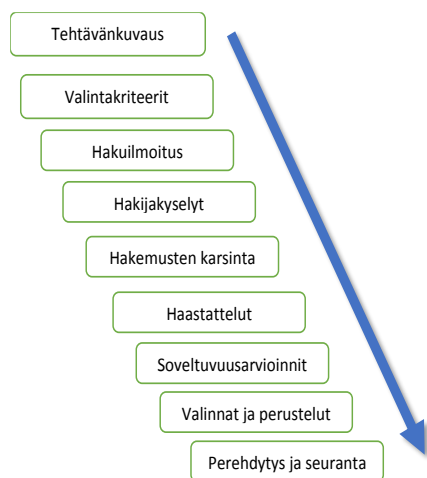 Tehtävänkuvaus
Valintakriteerit
Hakuilmoitus
Hakijakyselyt
Hakemusten karsinta
Haastattelut
Soveltuvuusarvioinnit
Valinnat ja perustelut
Perehdytys ja seuranta